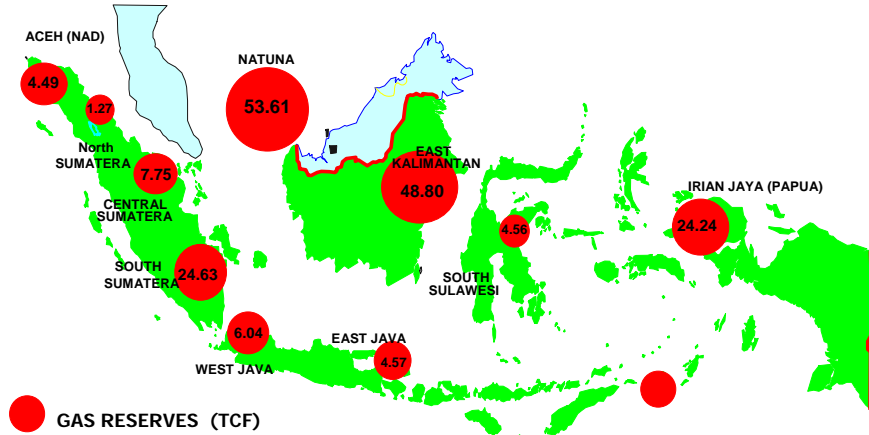 ACEH (NAD)
4.49
1.27
North
SUMATERA
7.75
CENTRAL
SUMATERA
SOUTH
SUMATERA
24.63
NATUNA
53.61
EAST
KALIMANTAN
48.80
4.56
SOUTH
SULAWESI
IRIAN JAYA (PAPUA)
24.24
6.04
WEST JAVA
EAST JAVA
4.57
GAS RESERVES (TCF)